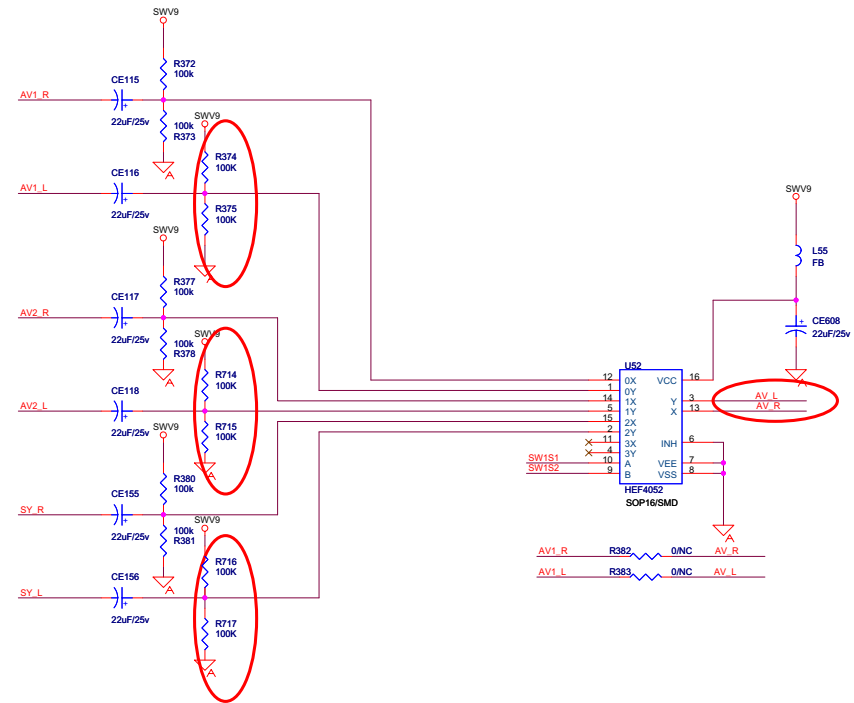 SWV9
R372
100k
CE115
AV1_R
22uF/25v
100k
R373
SWV9
R374
100K
CE116
AV1_L
R375
100K
22uF/25v
A
A
SWV9
R377
100k
CE117
AV2_R
22uF/25v
100k
R378
SWV9
A
R714
100K
CE118
AV2_L
R715
100K
22uF/25v
SWV9
A
R380
100k
CE155
SY_R
22uF/25v
100k
R381
SWV9
A
R716
100K
CE156
SY_L
R717
100K
22uF/25v
A
SWV9
L55
FB
CE608
22uF/25v
A
U52
12 0X VCC 16
1 0Y
14 1X Y 3 AV_L
5 1Y X 13 AV_R
15 2X
2 2Y
11 3X INH 6
4 3Y
SW1S1 10 A VEE 7
SW1S2 9 B VSS 8
HEF4052
SOP16/SMD
A
AV1_R R382 0/NC AV_R
AV1_L R383 0/NC AV_L